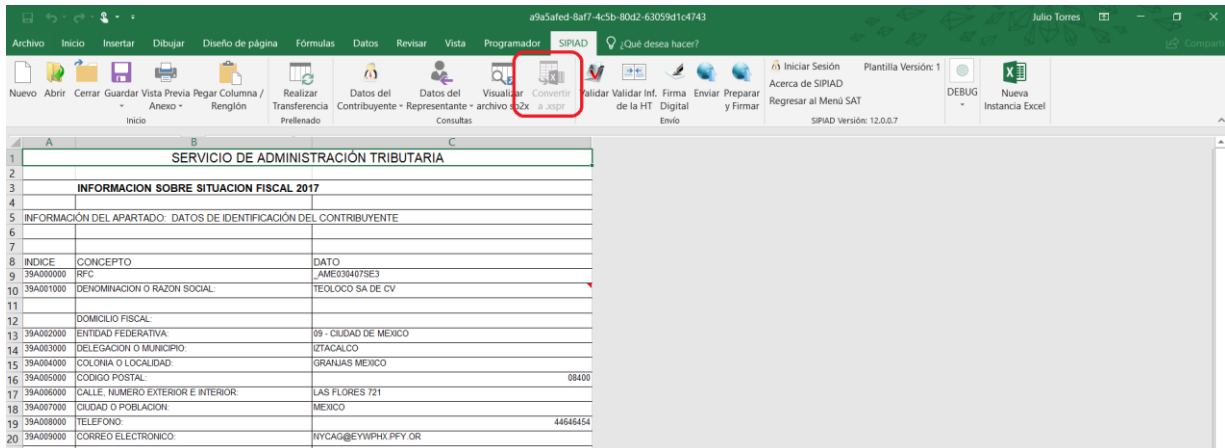 a9a5afed-8af7-4c5b-80d2-63059d1c4743
Julio Torres
Archivo Inicio Insertar Dibujar Diseño de página Fórmulas Datos Revisar Vista Programador SIPIAD ¿Qué desea hacer? Comparti
Nuevo Abrir Cerrar Guardar Vista Previa Anexo Pegar Columna / Renglón
Inicio
Realizar Transferencia
Prellenado
Datos del Contribuyente Datos del Representante Visualizar archivo sb2x Convertir a .xspr
Consultas
Validar Validar Inf. de la HT Firma Digital Enviar Preparar y Firmar
Envío
Iniciar Sesión Plantilla Versión: 1
Acerca de SIPIAD
Regresar al Menú SAT
SIPIAD Versión: 12.0.0.7
DEBUG
Nueva Instancia Excel
A B C
1 SERVICIO DE ADMINISTRACIÓN TRIBUTARIA
2
3 INFORMACION SOBRE SITUACION FISCAL 2017
4
5 INFORMACIÓN DEL APARTADO: DATOS DE IDENTIFICACIÓN DEL CONTRIBUYENTE
6
7
8 INDICE CONCEPTO DATO
9 39A000000 RFC _AME030407SE3
10 39A001000 DENOMINACION O RAZON SOCIAL: TEOLOCO SA DE CV
11
12 DOMICILIO FISCAL:
13 39A002000 ENTIDAD FEDERATIVA: 09 - CIUDAD DE MEXICO
14 39A003000 DELEGACION O MUNICIPIO: IZTACALCO
15 39A004000 COLONIA O LOCALIDAD: GRANJAS MEXICO
16 39A005000 CODIGO POSTAL: 08400
17 39A006000 CALLE, NUMERO EXTERIOR E INTERIOR: LAS FLORES 721
18 39A007000 CIUDAD O POBLACION: MEXICO
19 39A008000 TELEFONO: 44646454
20 39A009000 CORREO ELECTRONICO: NYCAG@EYWPHX.PFY.OR